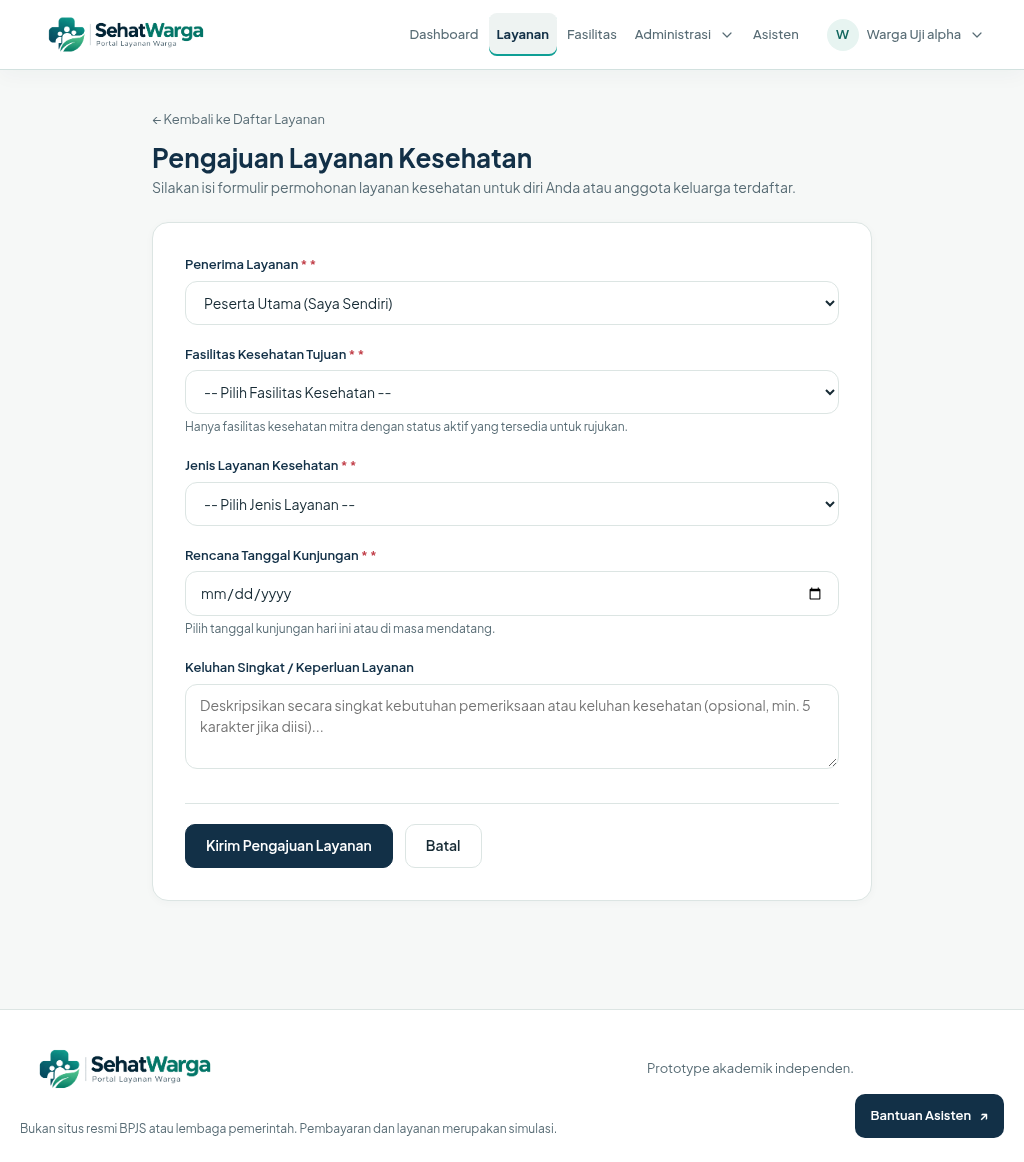 SehatWarga
Portal Layanan Warga
Dashboard
Layanan
Fasilitas
Administrasi
Asisten
W
Warga Uji alpha
← Kembali ke Daftar Layanan
Pengajuan Layanan Kesehatan
Silakan isi formulir permohonan layanan kesehatan untuk diri Anda atau anggota keluarga terdaftar.
Penerima Layanan * *
Peserta Utama (Saya Sendiri)
Fasilitas Kesehatan Tujuan * *
-- Pilih Fasilitas Kesehatan --
Hanya fasilitas kesehatan mitra dengan status aktif yang tersedia untuk rujukan.
Jenis Layanan Kesehatan * *
-- Pilih Jenis Layanan --
Rencana Tanggal Kunjungan * *
mm/dd/yyyy
Pilih tanggal kunjungan hari ini atau di masa mendatang.
Keluhan Singkat / Keperluan Layanan
Deskripsikan secara singkat kebutuhan pemeriksaan atau keluhan kesehatan (opsional, min. 5
karakter jika diisi)...
Kirim Pengajuan Layanan
Batal
SehatWarga
Portal Layanan Warga
Prototype akademik independen.
Bantuan Asisten ↗
Bukan situs resmi BPJS atau lembaga pemerintah. Pembayaran dan layanan merupakan simulasi.